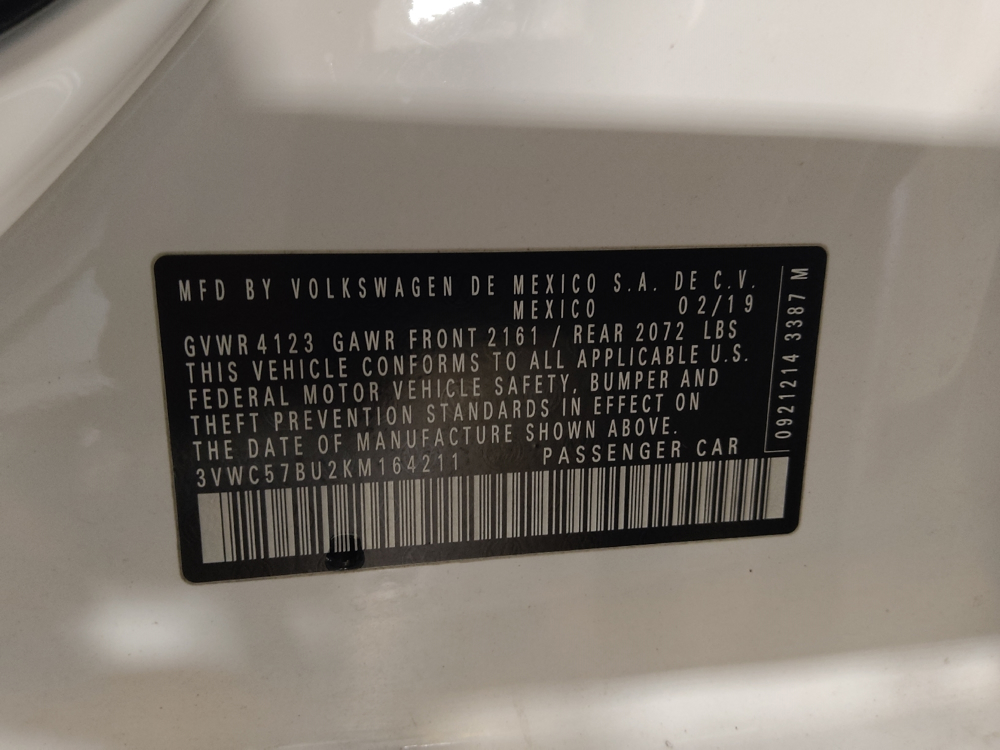 MFD BY VOLKSWAGEN DE MEXICO S.A. DE C.V.
MEXICO 02/19
GVWR 4123 GAWR FRONT 2161 / REAR 2072 LBS
THIS VEHICLE CONFORMS TO ALL APPLICABLE U.S.
FEDERAL MOTOR VEHICLE SAFETY, BUMPER AND
THEFT PREVENTION STANDARDS IN EFFECT ON
THE DATE OF MANUFACTURE SHOWN ABOVE.
3VWC57BU2KM164211 PASSENGER CAR
0921214 3387 M